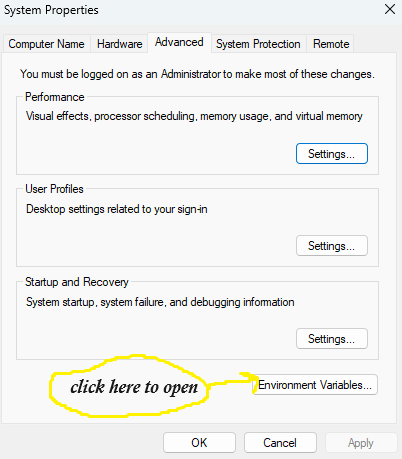 System Properties
Computer Name Hardware Advanced System Protection Remote
You must be logged on as an Administrator to make most of these changes.
Performance
Visual effects, processor scheduling, memory usage, and virtual memory
Settings...
User Profiles
Desktop settings related to your sign-in
Settings...
Startup and Recovery
System startup, system failure, and debugging information
Settings...
click here to open
Environment Variables...
OK Cancel Apply